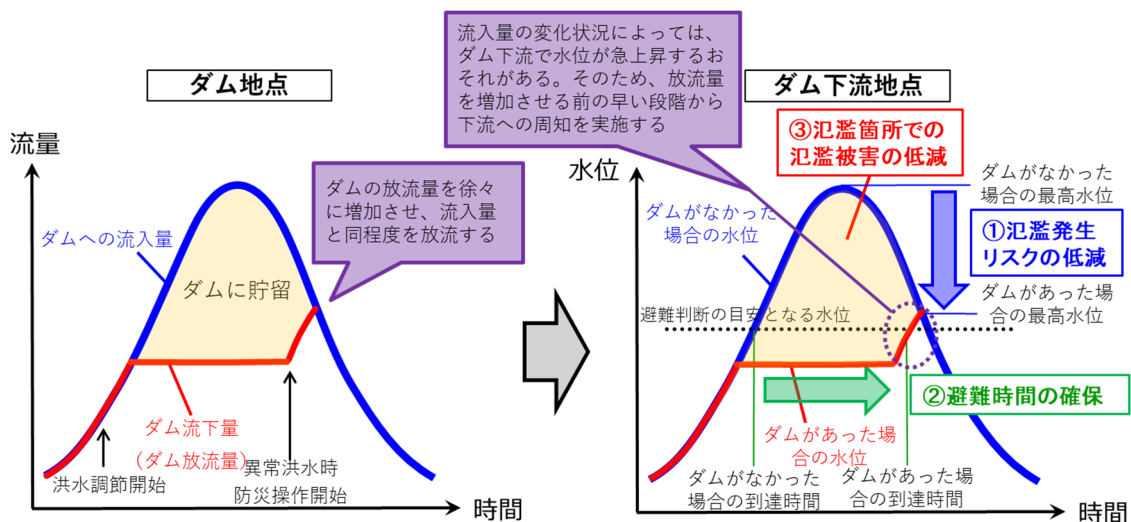 流入量の変化状況によっては、
ダム下流で水位が急上昇するお
それがある。そのため、放流量
を増加させる前の早い段階から
下流への周知を実施する
ダム地点
流量
ダムの放流量を徐々
に増加させ、流入量
と同程度を放流する
ダムへの流入量
ダムに貯留
ダム流下量
(ダム放流量)
洪水調節開始
異常洪水時
防災操作開始
時間
ダム下流地点
水位
③氾濫箇所での
氾濫被害の低減
ダムがなかった
場合の最高水位
ダムがなかった
場合の水位
①氾濫発生
リスクの低減
ダムがあった場
合の最高水位
避難判断の目安となる水位
②避難時間の確保
ダムがあった場
合の水位
ダムがなかった
場合の到達時間
ダムがあった場
合の到達時間
時間